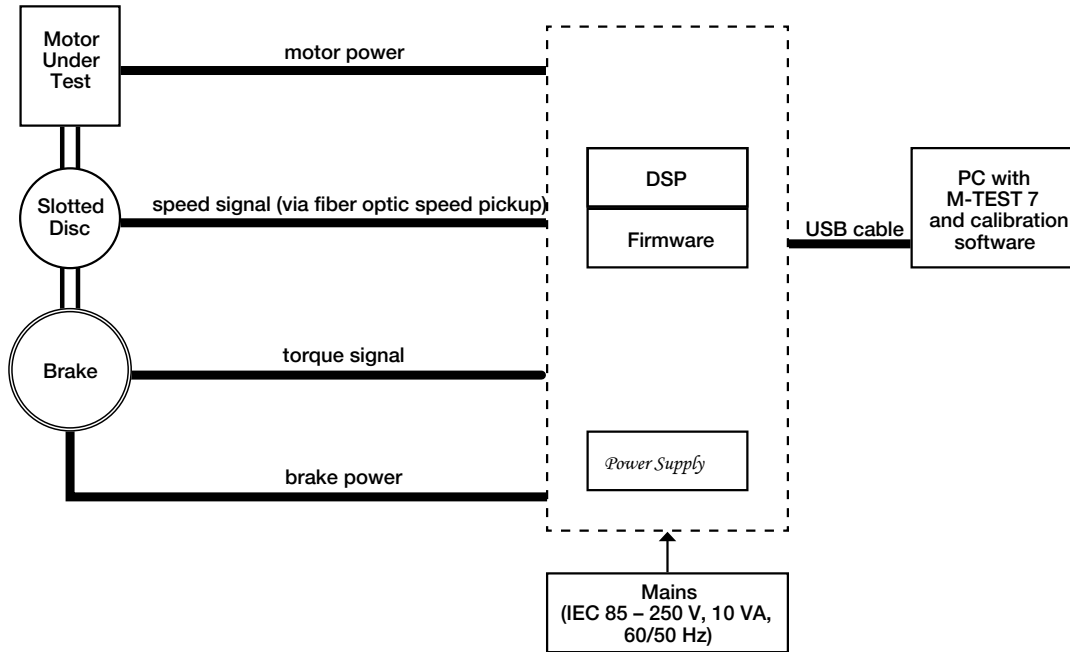 Motor
Under
Test
motor power
Slotted
Disc
speed signal (via fiber optic speed pickup)
DSP
Firmware
USB cable
PC with
M-TEST 7
and calibration
software
Brake
torque signal
Power Supply
brake power
Mains
(IEC 85 – 250 V, 10 VA,
60/50 Hz)